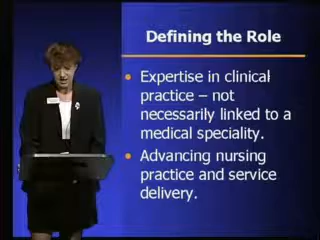 Defining the Role
• Expertise in clinical
practice – not
necessarily linked to a
medical speciality.
• Advancing nursing
practice and service
delivery.